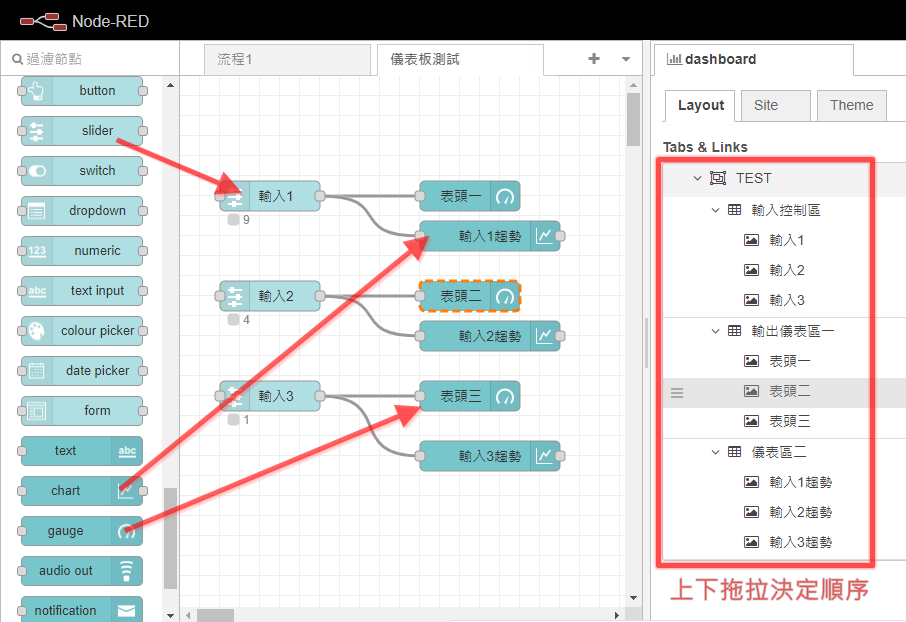 Node-RED
過濾節點
流程1
儀表板測試
dashboard
button
slider
switch
dropdown
numeric
123
text input
abc
colour picker
date picker
form
text
abc
chart
gauge
audio out
notification
輸入1
9
表頭一
輸入1趨勢
輸入2
4
表頭二
輸入2趨勢
輸入3
1
表頭三
輸入3趨勢
Layout
Site
Theme
Tabs & Links
TEST
輸入控制區
輸入1
輸入2
輸入3
輸出儀表區一
表頭一
表頭二
表頭三
儀表區二
輸入1趨勢
輸入2趨勢
輸入3趨勢
上下拖拉決定順序